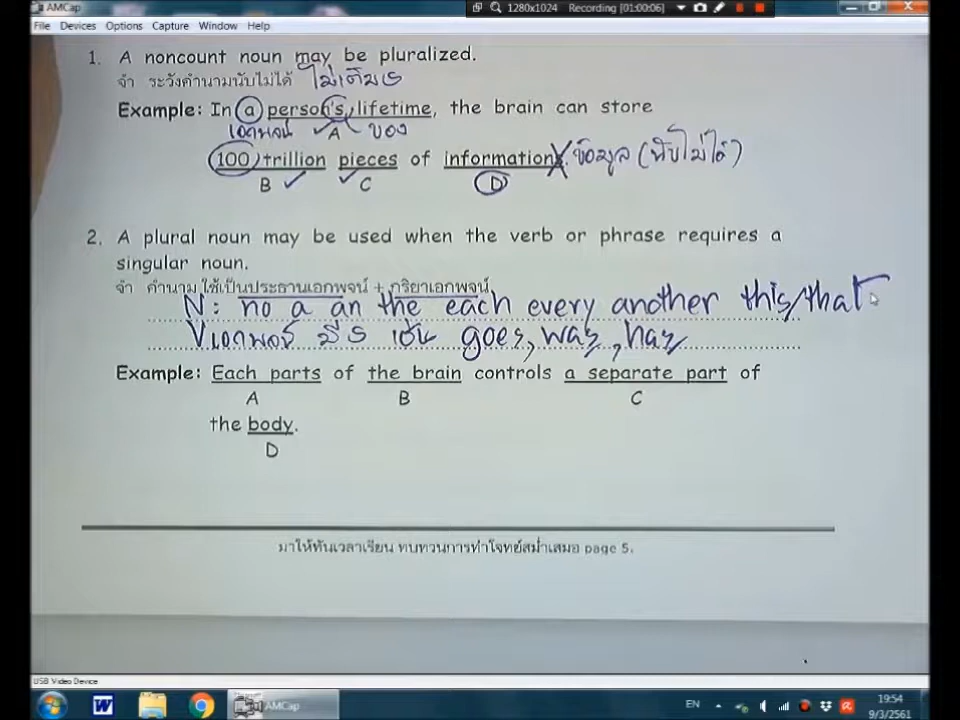 AMCap
1280x1024 Recording [01:00:06]
File Devices Options Capture Window Help
1. A noncount noun may be pluralized.
จำ ระวังคำนามนับไม่ได้ ไม่เติม s
Example: In a person's lifetime, the brain can store
เอกพจน์ A ของ
100 trillion pieces of informations. ข้อมูล (นับไม่ได้)
B C D
2. A plural noun may be used when the verb or phrase requires a
singular noun.
จำ คำนาม ใช้เป็นประธานเอกพจน์ + กริยาเอกพจน์
N: no a an the each every another this/that
Vเอกพจน์ มี s เช่น goes, was, has
Example: Each parts of the brain controls a separate part of
A B C
the body.
D
มาให้ทันเวลาเรียน ทบทวนการทำโจทย์สม่ำเสมอ page 5.
USB Video Device
AMCap
EN
19:54
9/3/2561